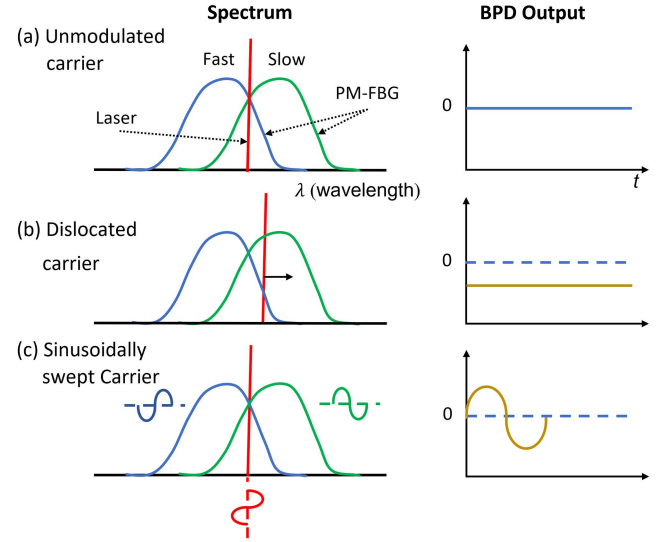 Spectrum
BPD Output
(a) Unmodulated
carrier
Fast
Slow
PM-FBG
Laser
0
λ (wavelength)
t
(b) Dislocated
carrier
0
(c) Sinusoidally
swept Carrier
0